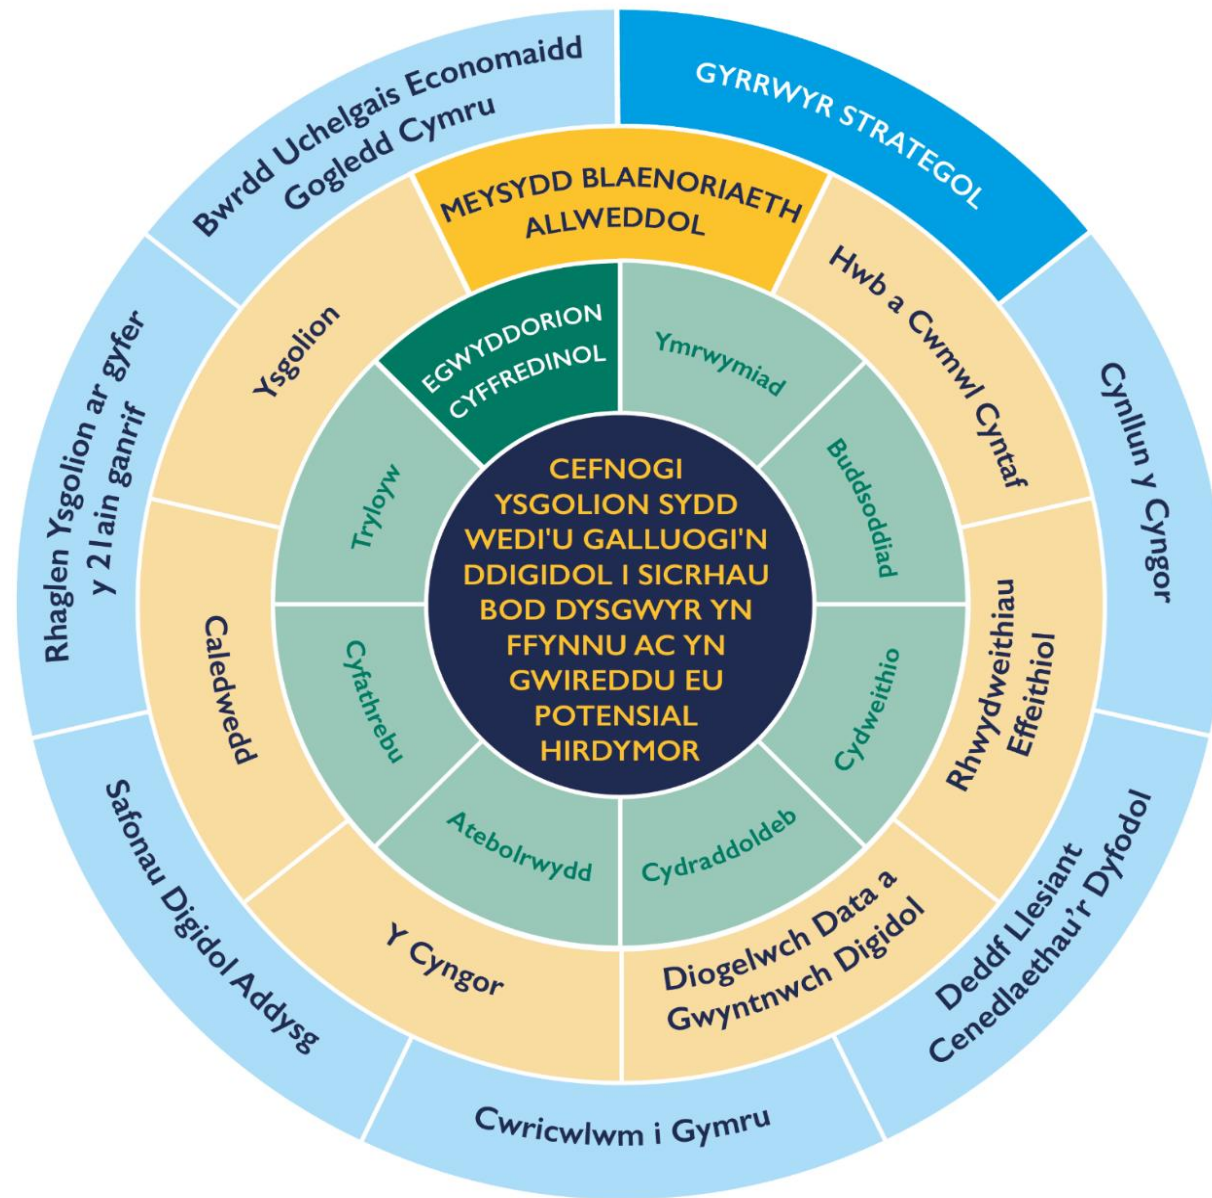 GYRRWYR STRATEGOL
Cynllun y Cyngor
Deddf Llesiant
Cenedlaethau'r Dyfodol
Cwricwlwm i Gymru
Safonau Digidol Addysg
Rhaglen Ysgolion ar gyfer
y 21ain ganrif
Bwrdd Uchelgais Economaidd
Gogledd Cymru
MEYSYDD BLAENORIAETH
ALLWEDDOL
Hwb a Cwmwl Cyntaf
Rhwydweithiau
Effeithiol
Diogelwch Data a
Gwyntnwch Digidol
Y Cyngor
Caledwedd
Ysgolion
EGWYDDORION
CYFFREDINOL
Ymrwymiad
Buddsoddiad
Cydweithio
Cydraddoldeb
Atebolrwydd
Cyfathrebu
Tryloyw
CEFNOGI
YSGOLION SYDD
WEDI'U GALLUOGI'N
DDIGIDOL I SICRHAU
BOD DYSGWYR YN
FFYNNU AC YN
GWIREDDU EU
POTENSIAL
HIRDYMOR